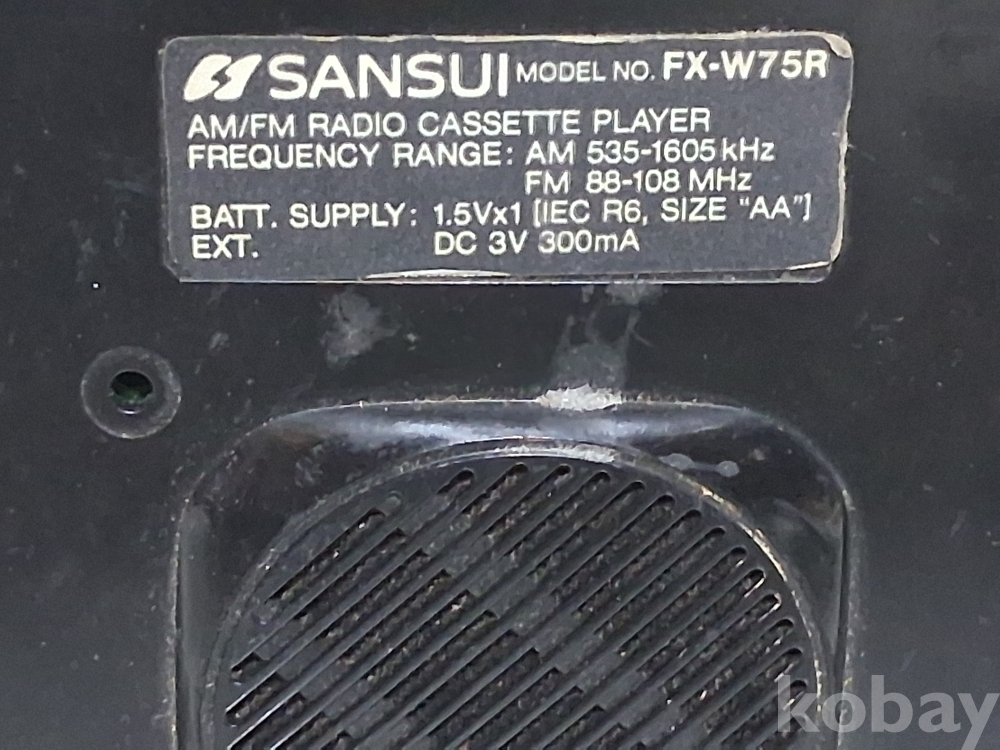 SANSUI MODEL NO. FX-W75R
AM/FM RADIO CASSETTE PLAYER
FREQUENCY RANGE: AM 535-1605 kHz
FM 88-108 MHz
BATT. SUPPLY: 1.5Vx1 [IEC R6, SIZE "AA"]
EXT. DC 3V 300mA
kobay